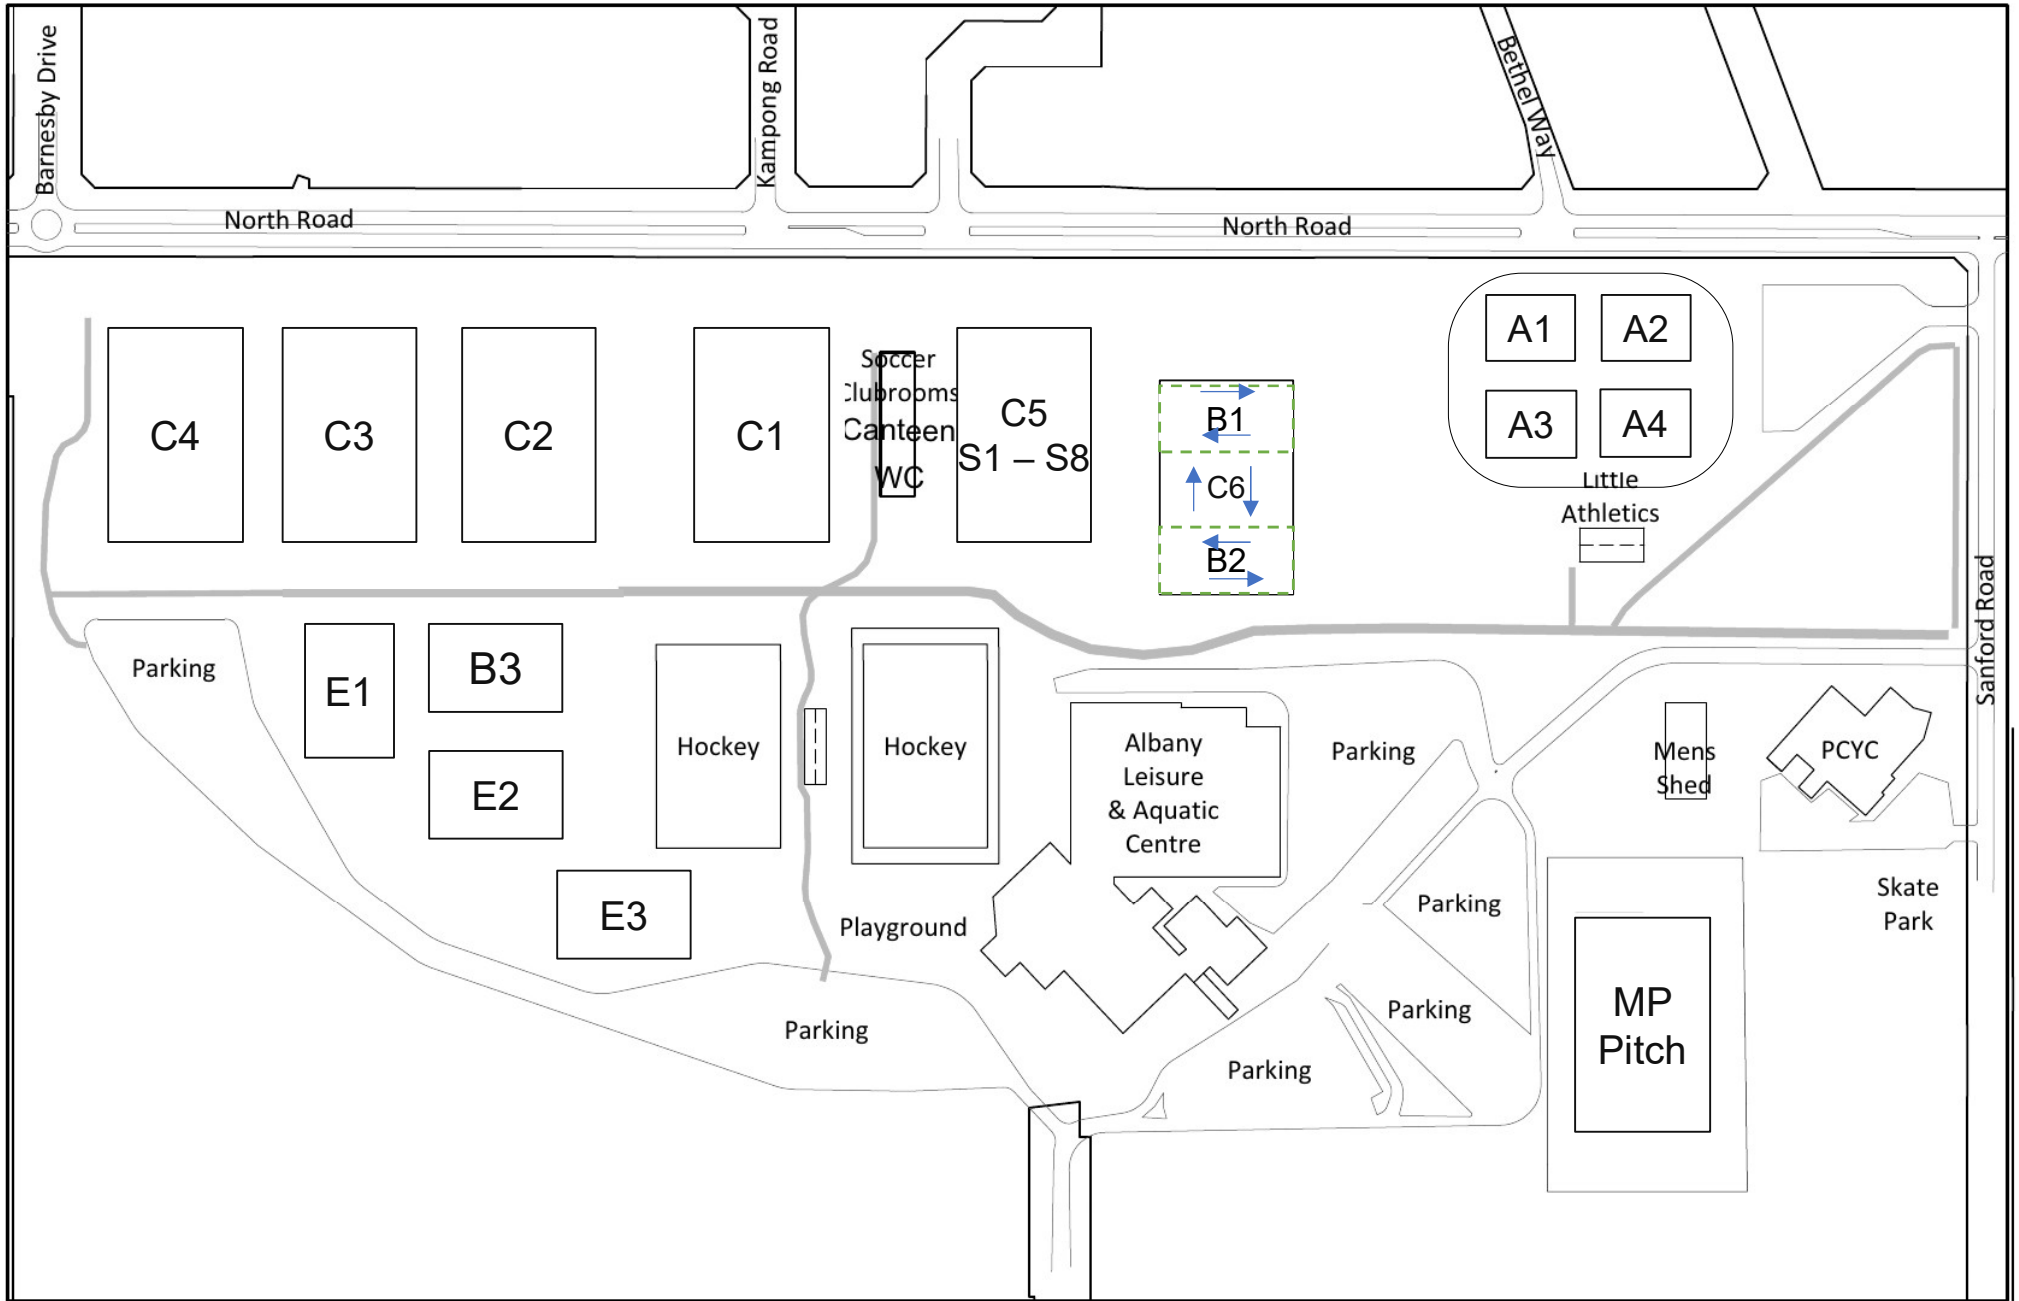 Barnesby Drive
Kampong Road
Bethel Way
North Road
North Road
A1
A2
A3
A4
Little
Athletics
C4
C3
C2
C1
Soccer
Clubrooms
Canteen
WC
C5
S1 – S8
B1
C6
B2
Sanford Road
Parking
E1
B3
E2
E3
Hockey
Hockey
Albany
Leisure
& Aquatic
Centre
Parking
Mens
Shed
PCYC
Skate
Park
Playground
Parking
Parking
Parking
Parking
MP
Pitch